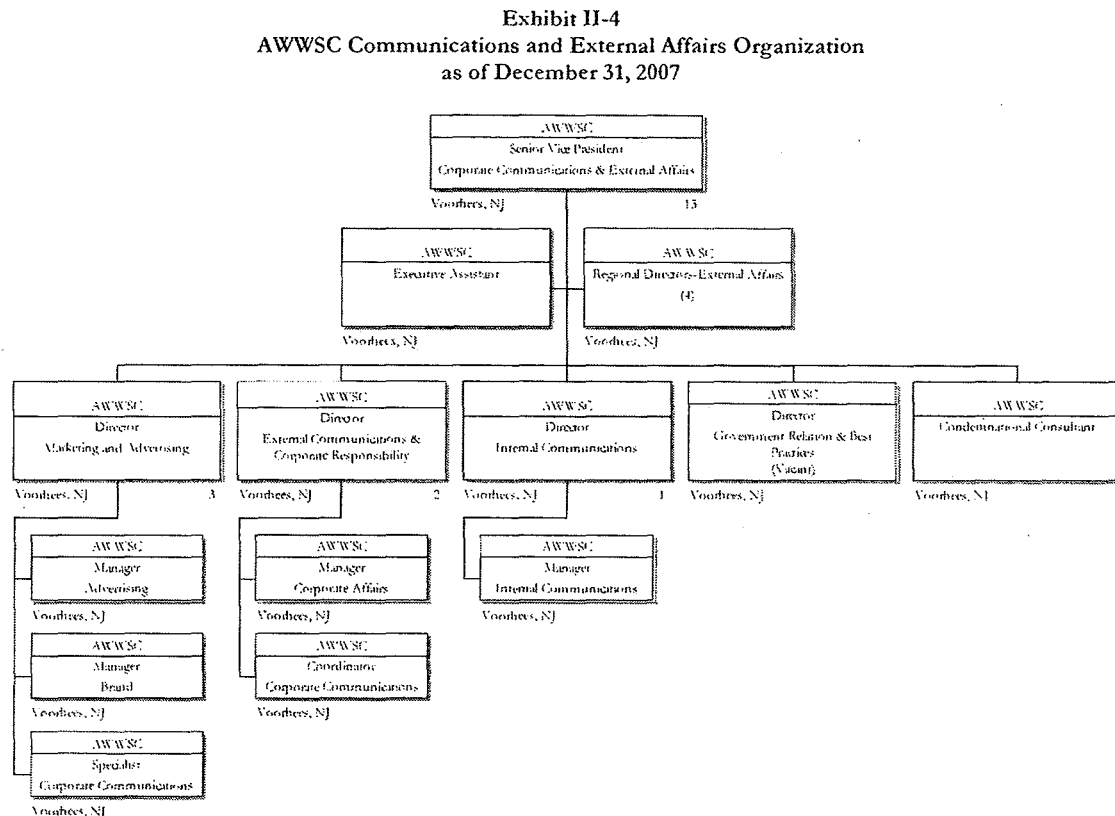 Exhibit II-4
AWWSC Communications and External Affairs Organization
as of December 31, 2007
AWWSC
Senior Vice President
Corporate Communications & External Affairs
Voorhees, NJ 13
AWWSC
Executive Assistant
Voorhees, NJ
AWWSC
Regional Directors-External Affairs
(4)
Voorhees, NJ
AWWSC
Director
Marketing and Advertising
Voorhees, NJ 3
AWWSC
Director
External Communications &
Corporate Responsibility
Voorhees, NJ 2
AWWSC
Director
Internal Communications
Voorhees, NJ 1
AWWSC
Director
Government Relation & Best
Practices
(Vacant)
Voorhees, NJ
AWWSC
Consultant
Voorhees, NJ
AWWSC
Manager
Advertising
Voorhees, NJ
AWWSC
Manager
Brand
Voorhees, NJ
AWWSC
Specialist
Corporate Communications
Voorhees, NJ
AWWSC
Manager
Corporate Affairs
Voorhees, NJ
AWWSC
Coordinator
Corporate Communications
Voorhees, NJ
AWWSC
Manager
Internal Communications
Voorhees, NJ